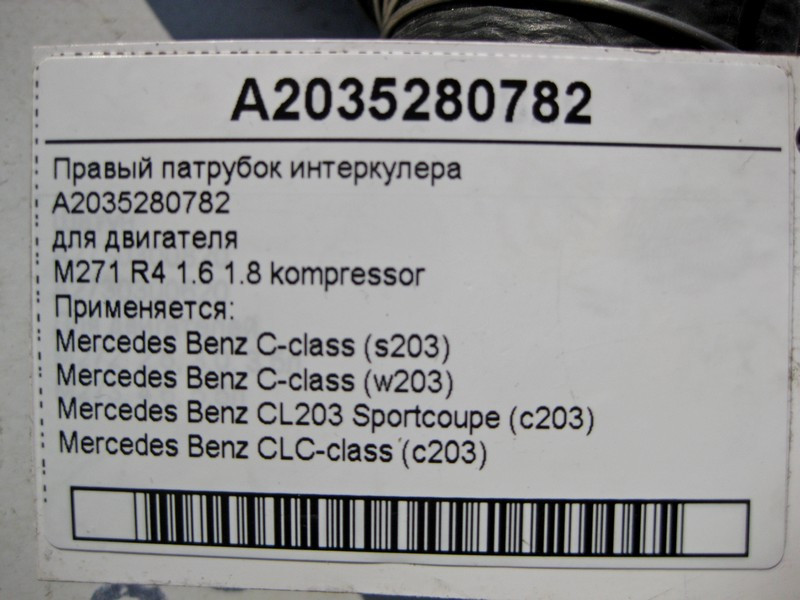 A2035280782
Правый патрубок интеркулера
A2035280782
для двигателя
M271 R4 1.6 1.8 kompressor
Применяется:
Mercedes Benz C-class (s203)
Mercedes Benz C-class (w203)
Mercedes Benz CL203 Sportcoupe (c203)
Mercedes Benz CLC-class (c203)